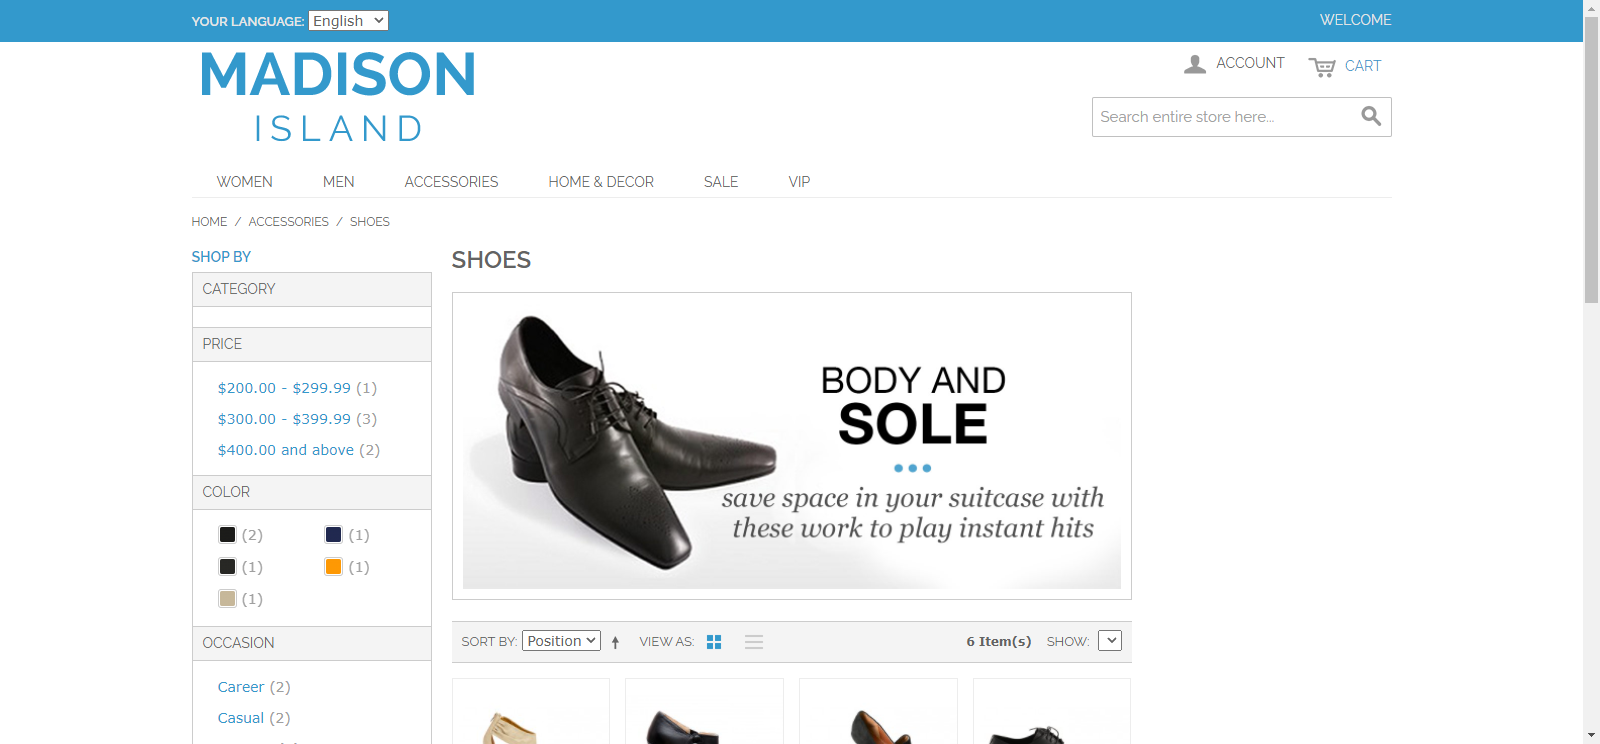 YOUR LANGUAGE: English
WELCOME
MADISON
ISLAND
ACCOUNT
CART
Search entire store here...
WOMEN MEN ACCESSORIES HOME & DECOR SALE VIP
HOME / ACCESSORIES / SHOES
SHOP BY
CATEGORY
PRICE
$200.00 - $299.99 (1)
$300.00 - $399.99 (3)
$400.00 and above (2)
COLOR
(2) (1)
(1) (1)
(1)
OCCASION
Career (2)
Casual (2)
SHOES
BODY AND
SOLE
save space in your suitcase with
these work to play instant hits
SORT BY: Position VIEW AS: 6 Item(s) SHOW: